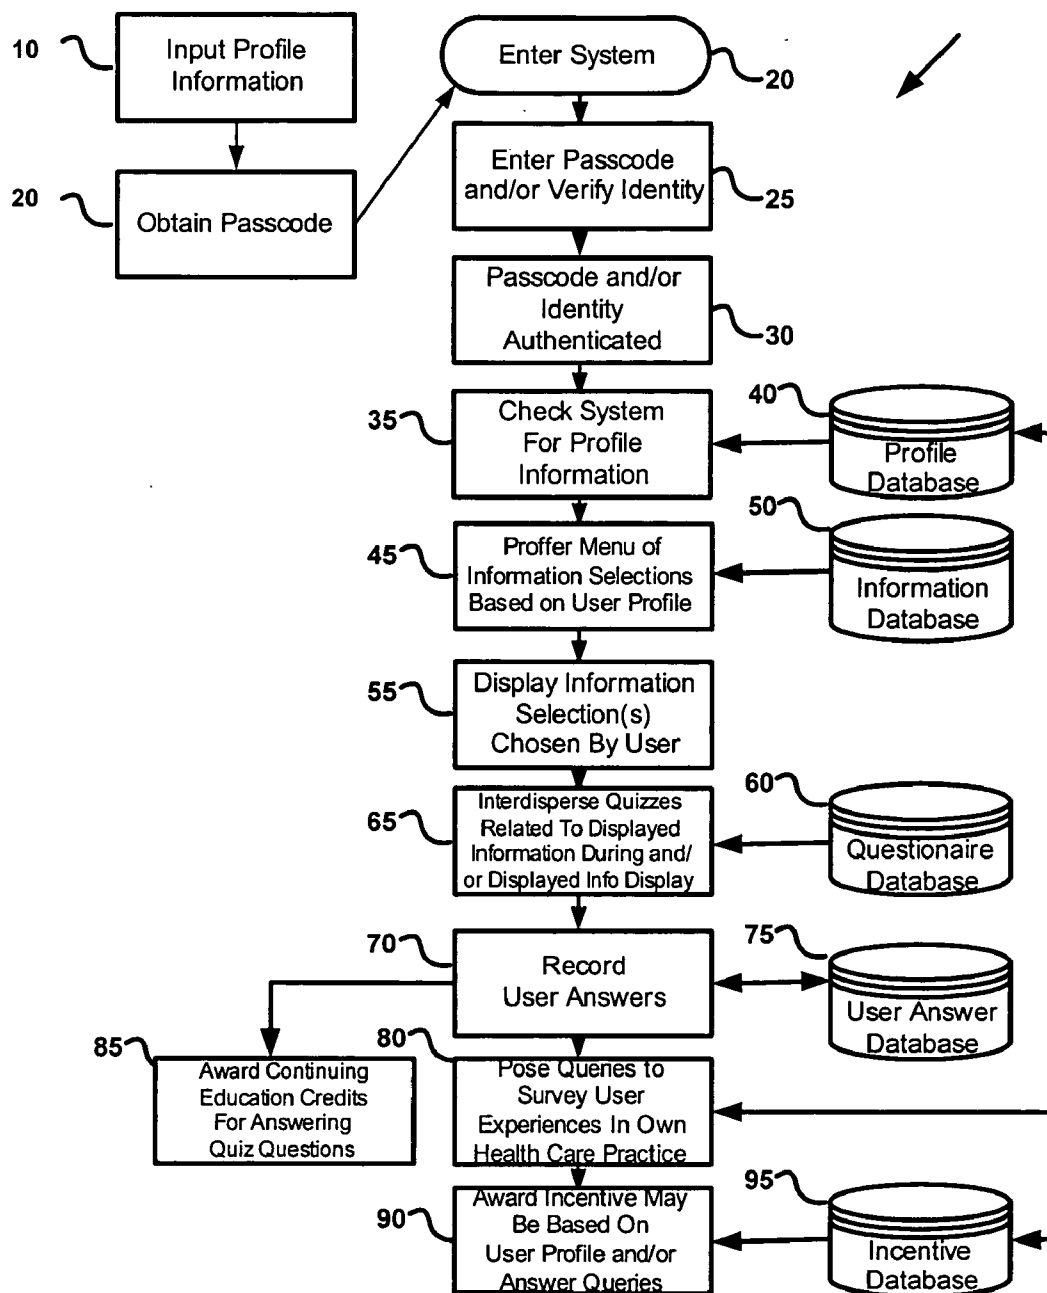 10
Input Profile
Information
Enter System
20
20
Obtain Passcode
Enter Passcode
and/or Verify Identity
25
Passcode and/or
Identity
Authenticated
30
35
Check System
For Profile
Information
40
Profile
Database
45
Proffer Menu of
Information Selections
Based on User Profile
50
Information
Database
55
Display Information
Selection(s)
Chosen By User
65
Interdisperse Quizzes
Related To Displayed
Information During and/
or Displayed Info Display
60
Questionaire
Database
70
Record
User Answers
75
User Answer
Database
85
Award Continuing
Education Credits
For Answering
Quiz Questions
80
Pose Queries to
Survey User
Experiences In Own
Health Care Practice
90
Award Incentive May
Be Based On
User Profile and/or
Answer Queries
95
Incentive
Database